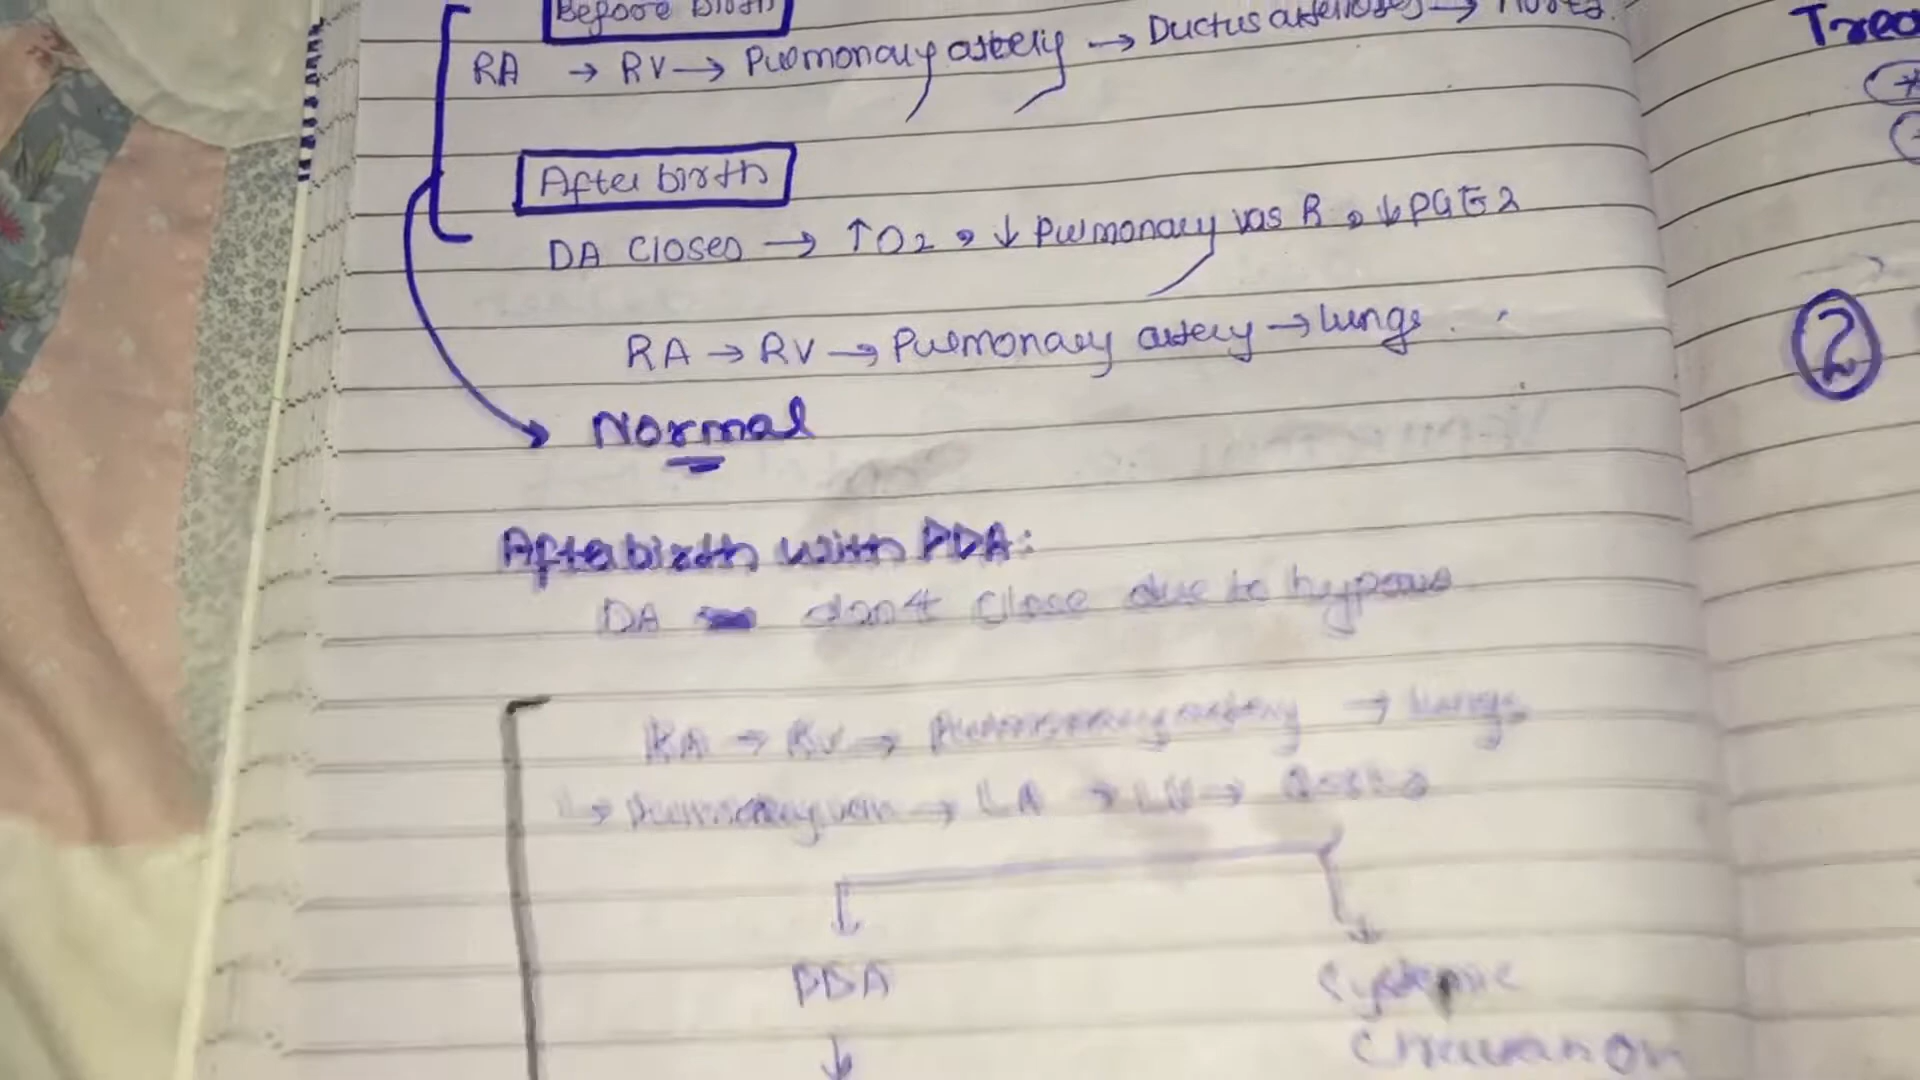 Before birth
RA → RV → Pulmonary artery → Ductus arteriosus → Aorta.
After birth
DA closes → ↑O2, ↓ Pulmonary vas R, ↓PGE2
RA → RV → Pulmonary artery → lungs.
Normal
After birth with PDA:
DA don't close due to hypoxia
RA → RV → Pulmonary artery → lungs
↳ Pulmonary vein → LA → LV → Aorta
PDA Systemic
↓ Circulation
Trea
2